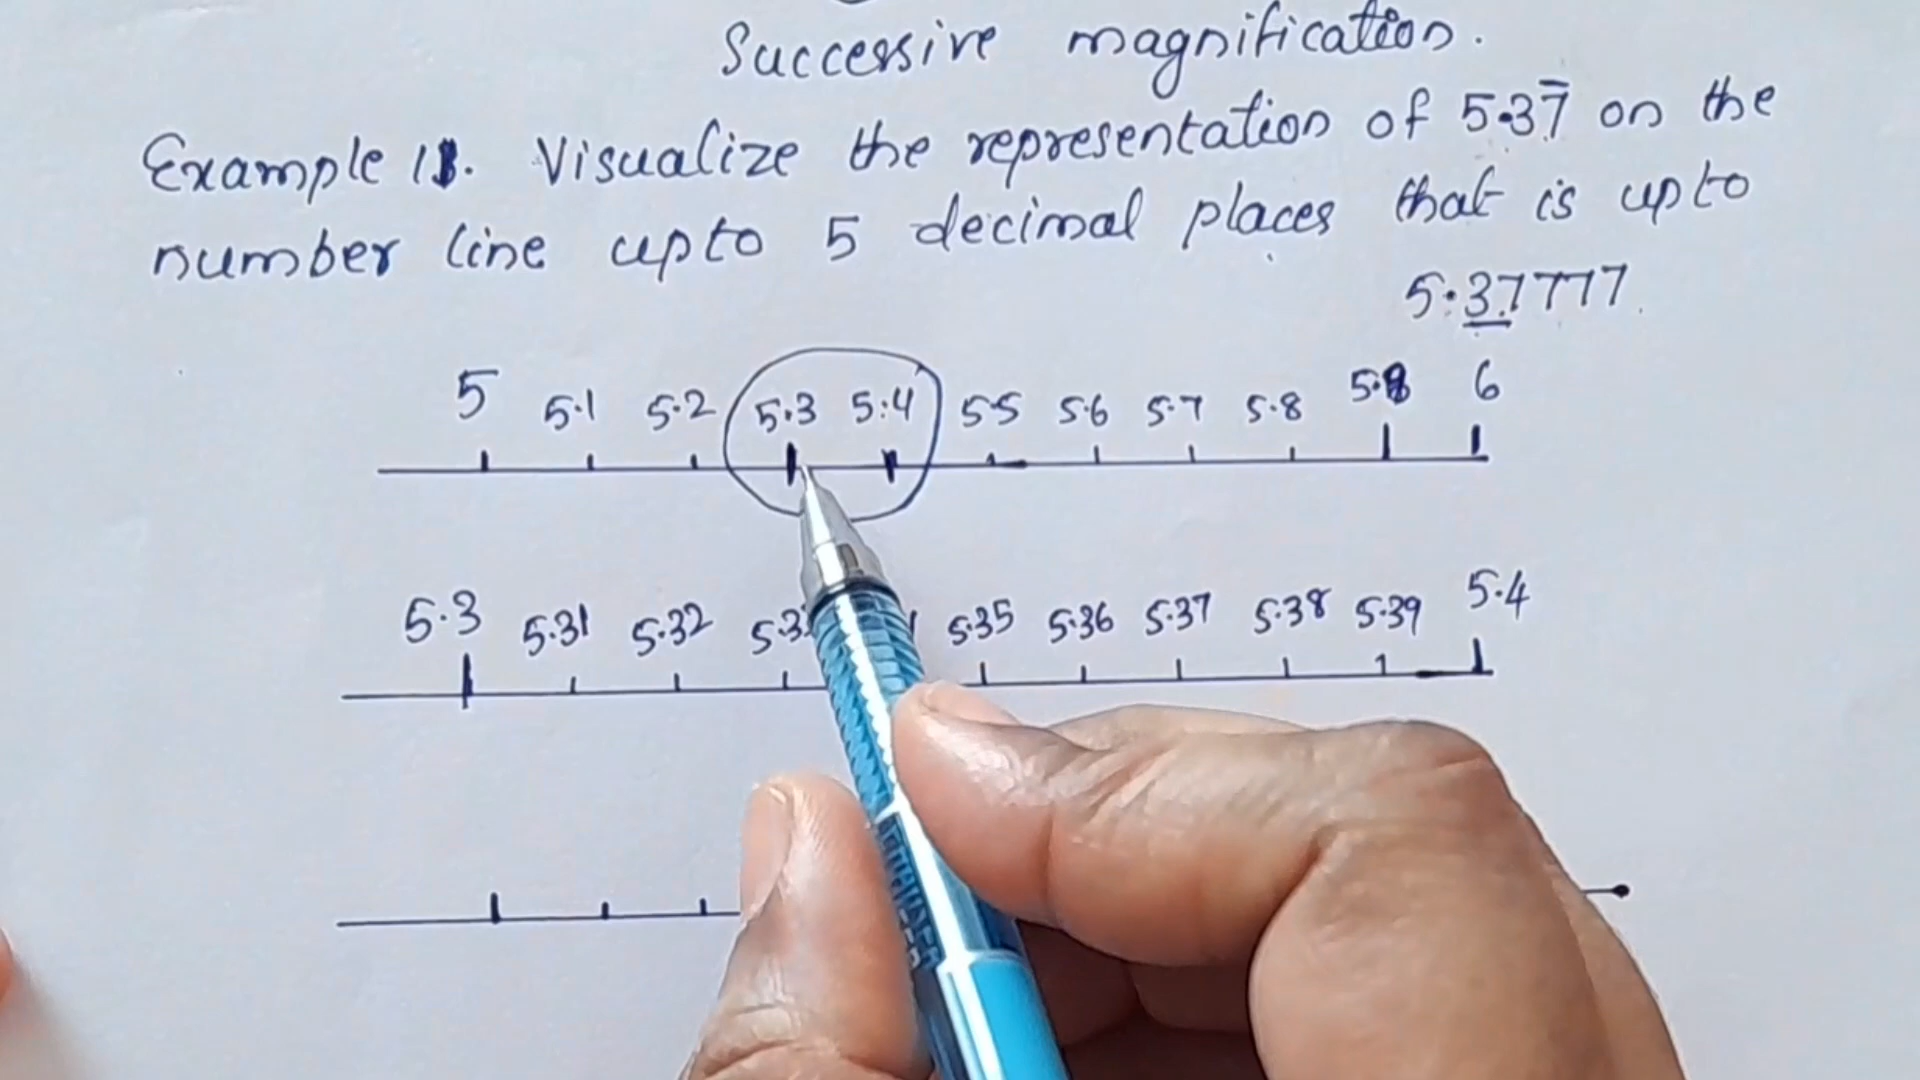 Successive magnification.
Example 11. Visualize the representation of 5.37̅ on the
number line upto 5 decimal places that is upto
5.37777.
5 5.1 5.2 5.3 5.4 5.5 5.6 5.7 5.8 5.9 6
5.3 5.31 5.32 5.35 5.36 5.37 5.38 5.39 5.4